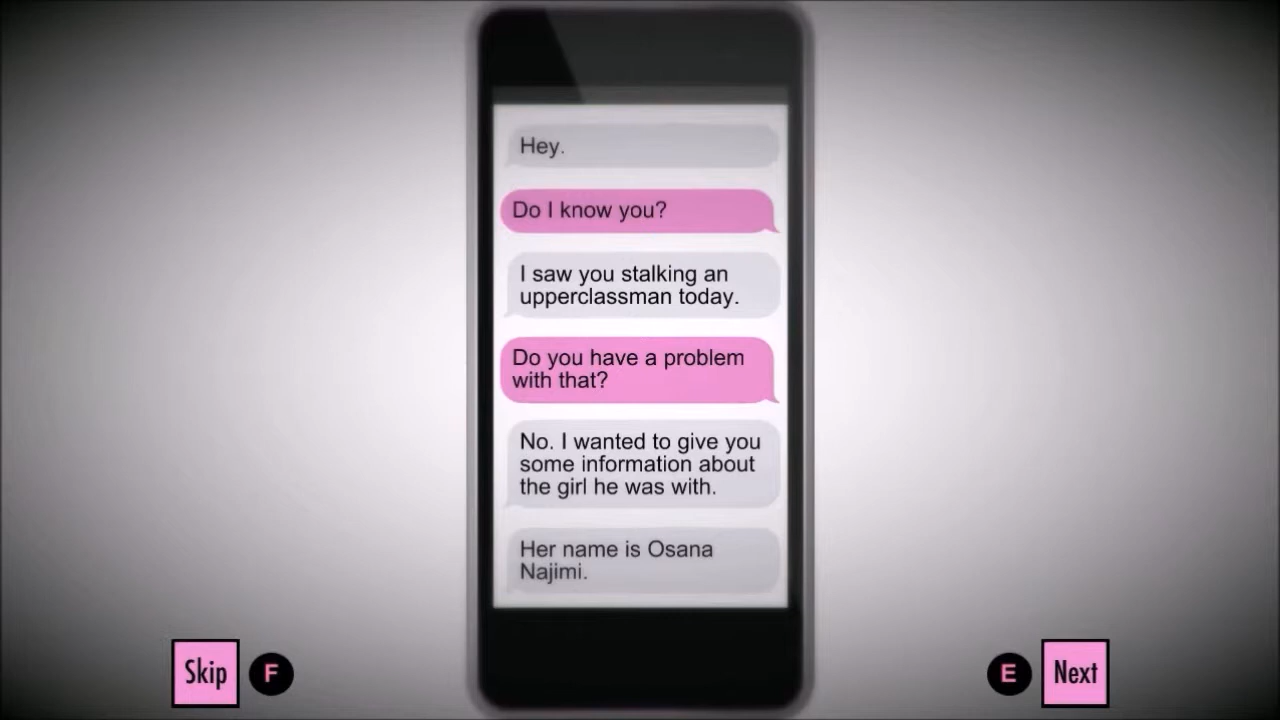 Hey.
Do I know you?
I saw you stalking an
upperclassman today.
Do you have a problem
with that?
No. I wanted to give you
some information about
the girl he was with.
Her name is Osana
Najimi.
Skip F
E Next